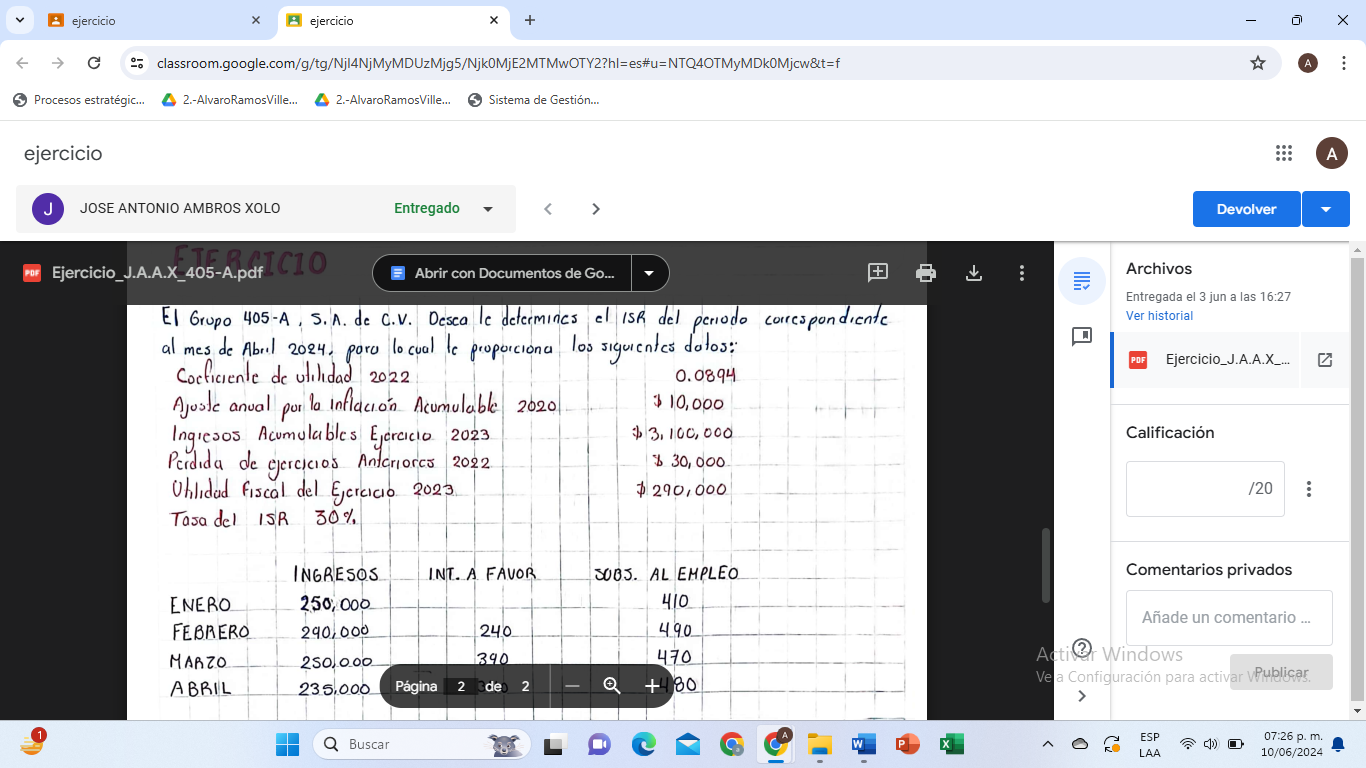 ejercicio
ejercicio
classroom.google.com/g/tg/NjI4NjMyMDUzMjg5/Njk0MjE2MTMwOTY2?hl=es#u=NTQ4OTMyMDk0Mjcw&t=f
A
Procesos estratégic...
2.-AlvaroRamosVille...
2.-AlvaroRamosVille...
Sistema de Gestión...
ejercicio
A
J
JOSE ANTONIO AMBROS XOLO
Entregado
Devolver
EJERCICIO
PDF Ejercicio_J.A.A.X_405-A.pdf
Abrir con Documentos de Go...
El Grupo 405-A, S.A. de C.V. Desea le determines el ISR del periodo correspondiente
al mes de Abril 2024, para lo cual le proporciona los siguientes datos:
Coeficiente de utilidad 2022 0.0894
Ajuste anual por la inflación Acumulable 2020 $ 10,000
Ingresos Acumulables Ejercicio 2023 $ 3,100,000
Perdida de ejercicios Anteriores 2022 $ 30,000
Utilidad fiscal del Ejercicio 2023 $ 290,000
Tasa del ISR 30%
INGRESOS INT. A FAVOR SUBS. AL EMPLEO
ENERO 250,000 410
FEBRERO 290,000 240 490
MARZO 250,000 390 470
ABRIL 235,000 480
Página 2 de 2
Archivos
Entregada el 3 jun a las 16:27
Ver historial
PDF Ejercicio_J.A.A.X_...
Calificación
/20
Comentarios privados
Añade un comentario ...
Publicar
Activar Windows
Ve a Configuración para activar Windows.
1
Buscar
A
ESP
LAA
07:26 p. m.
10/06/2024